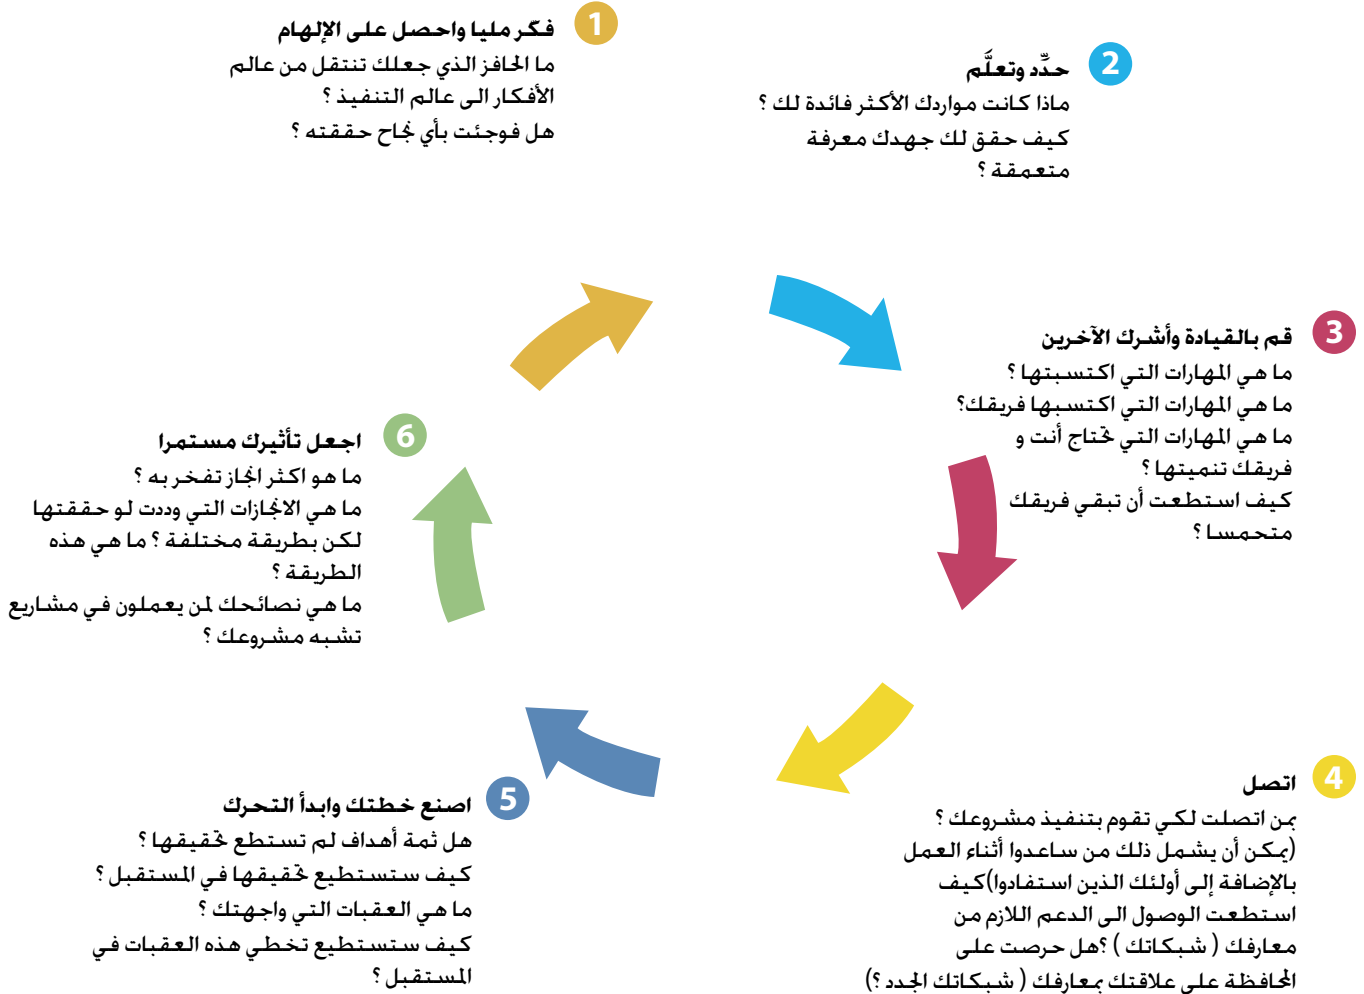 1
فكّر مليا واحصل على الإلهام
ما الحافز الذي جعلك تنتقل من عالم
الأفكار الى عالم التنفيذ ؟
هل فوجئت بأي نجاح حققته ؟
2
حدِّد وتعلَّم
ماذا كانت مواردك الأكثر فائدة لك ؟
كيف حقق لك جهدك معرفة
متعمقة ؟
3
قم بالقيادة وأشرك الآخرين
ما هي المهارات التي اكتسبتها ؟
ما هي المهارات التي اكتسبها فريقك؟
ما هي المهارات التي تحتاج أنت و
فريقك تنميتها ؟
كيف استطعت أن تبقي فريقك
متحمسا ؟
4
اتصل
بمن اتصلت لكي تقوم بتنفيذ مشروعك ؟
(يمكن أن يشمل ذلك من ساعدوا أثناء العمل
بالإضافة إلى أولئك الذين استفادوا)كيف
استطعت الوصول الى الدعم اللازم من
معارفك ( شبكاتك ) ؟هل حرصت على
المحافظة على علاقتك بمعارفك ( شبكاتك الجدد ؟)
5
اصنع خطتك وابدأ التحرك
هل ثمة أهداف لم تستطع تحقيقها ؟
كيف ستستطيع تحقيقها في المستقبل ؟
ما هي العقبات التي واجهتك ؟
كيف ستستطيع تخطي هذه العقبات في
المستقبل ؟
6
اجعل تأثيرك مستمرا
ما هو اكثر انجاز تفخر به ؟
ما هي الانجازات التي وددت لو حققتها
لكن بطريقة مختلفة ؟ ما هي هذه
الطريقة ؟
ما هي نصائحك لمن يعملون في مشاريع
تشبه مشروعك ؟